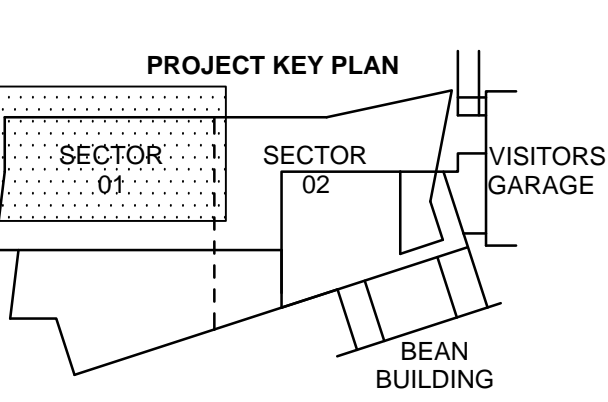 PROJECT KEY PLAN
SECTOR
01
SECTOR
02
VISITORS
GARAGE
BEAN
BUILDING